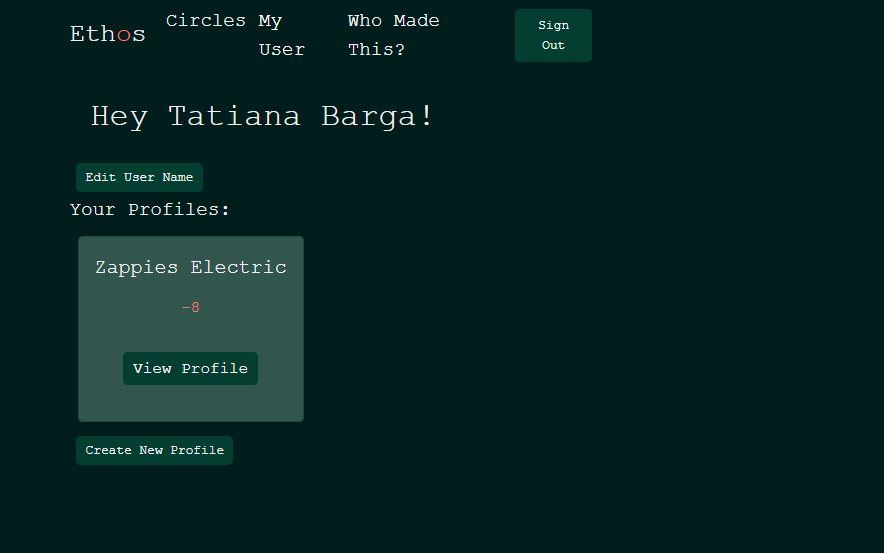 Ethos
Circles
My
User
Who Made
This?
Sign
Out
Hey Tatiana Barga!
Edit User Name
Your Profiles:
Zappies Electric
-8
View Profile
Create New Profile